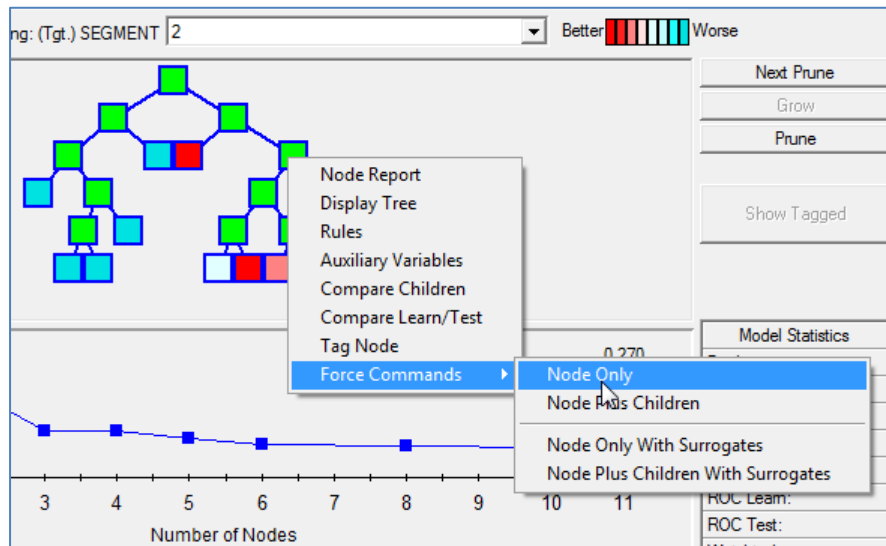 ng: (Tgt.) SEGMENT 2 Better Worse
Next Prune
Grow
Prune
Show Tagged
Node Report
Display Tree
Rules
Auxiliary Variables
Compare Children
Compare Learn/Test
Tag Node
Force Commands
Node Only
Node Plus Children
Node Only With Surrogates
Node Plus Children With Surrogates
0.270
Model Statistics
ROC Learn:
ROC Test:
3 4 5 6 7 8 9 10 11
Number of Nodes